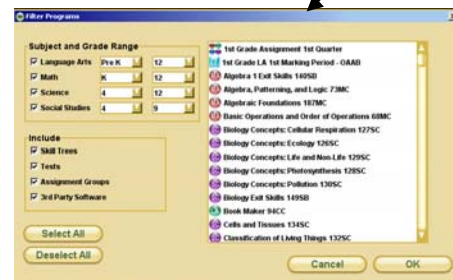 Filter Programs
Subject and Grade Range
Language Arts Pre K 12
Math K 12
Science 4 12
Social Studies 4 9
Include
Skill Trees
Tests
Assignment Groups
3rd Party Software
Select All
Deselect All
1st Grade Assignment 1st Quarter
1st Grade LA 1st Marking Period - OAAB
Algebra 1 Exit Skills 140SB
Algebra, Patterning, and Logic 73MC
Algebraic Foundations 187MC
Basic Operations and Order of Operations 68MC
Biology Concepts: Cellular Respiration 127SC
Biology Concepts: Ecology 126SC
Biology Concepts: Life and Non-Life 129SC
Biology Concepts: Photosynthesis 128SC
Biology Concepts: Pollution 130SC
Biology Exit Skills 149SB
Book Maker 94CC
Cells and Tissues 134SC
Classification of Living Things 132SC
Cancel OK